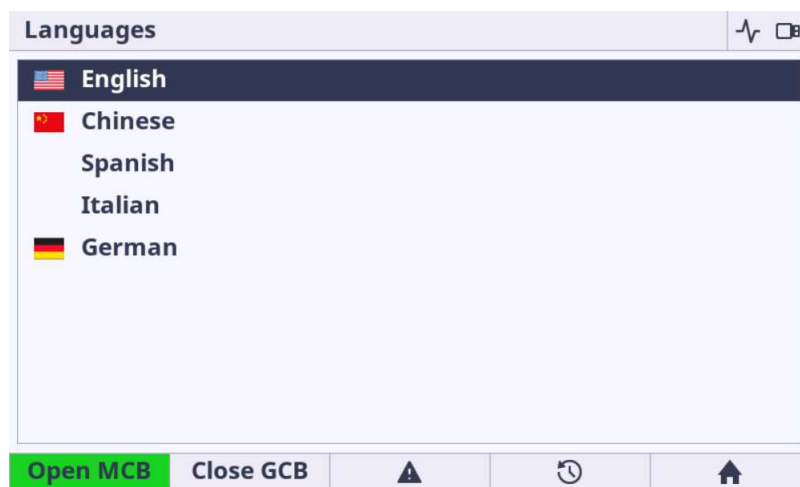 Languages
English
Chinese
Spanish
Italian
German
Open MCB Close GCB